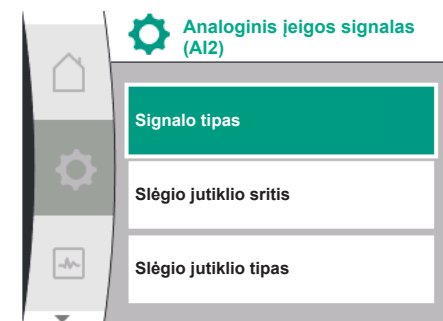 Analoginis įeigos signalas
(AI2)
Signalo tipas
Slėgio jutiklio sritis
Slėgio jutiklio tipas